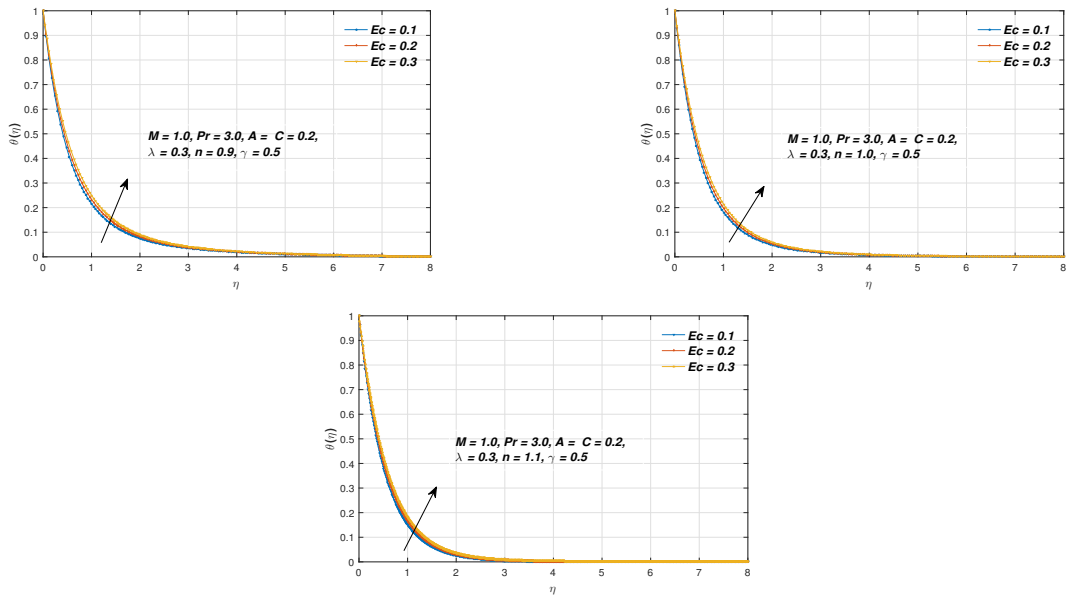 1
0.9
0.8
0.7
0.6
0.5
0.4
0.3
0.2
0.1
0
θ(η)
Ec = 0.1
Ec = 0.2
Ec = 0.3
M = 1.0, Pr = 3.0, A = C = 0.2,
λ = 0.3, n = 0.9, γ = 0.5
0 1 2 3 4 5 6 7 8
η
1
0.9
0.8
0.7
0.6
0.5
0.4
0.3
0.2
0.1
0
θ(η)
Ec = 0.1
Ec = 0.2
Ec = 0.3
M = 1.0, Pr = 3.0, A = C = 0.2,
λ = 0.3, n = 1.0, γ = 0.5
0 1 2 3 4 5 6 7 8
η
1
0.9
0.8
0.7
0.6
0.5
0.4
0.3
0.2
0.1
0
θ(η)
Ec = 0.1
Ec = 0.2
Ec = 0.3
M = 1.0, Pr = 3.0, A = C = 0.2,
λ = 0.3, n = 1.1, γ = 0.5
0 1 2 3 4 5 6 7 8
η